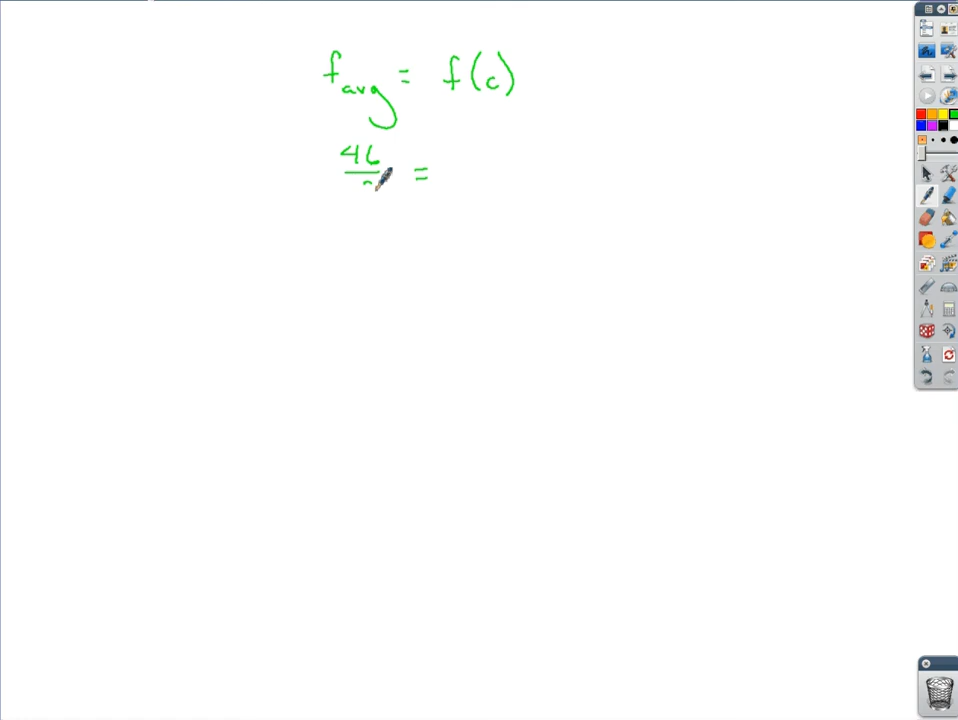 f_avg = f(c)
46/ =